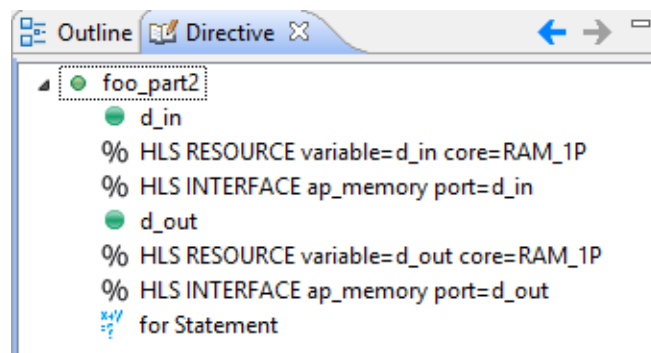 Outline Directive
foo_part2
d_in
% HLS RESOURCE variable=d_in core=RAM_1P
% HLS INTERFACE ap_memory port=d_in
d_out
% HLS RESOURCE variable=d_out core=RAM_1P
% HLS INTERFACE ap_memory port=d_out
for Statement